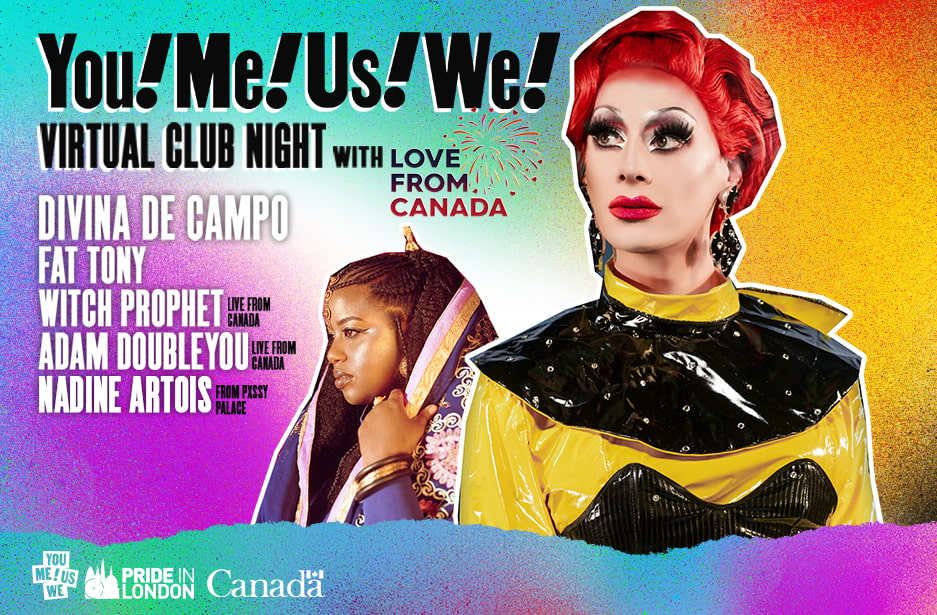 You! Me! Us! We!
VIRTUAL CLUB NIGHT WITH LOVE FROM CANADA
DIVINA DE CAMPO
FAT TONY
WITCH PROPHET LIVE FROM CANADA
ADAM DOUBLEYOU LIVE FROM CANADA
NADINE ARTOIS FROM PXSSY PALACE
YOU
ME! US
WE
PRIDE IN
LONDON
Canada